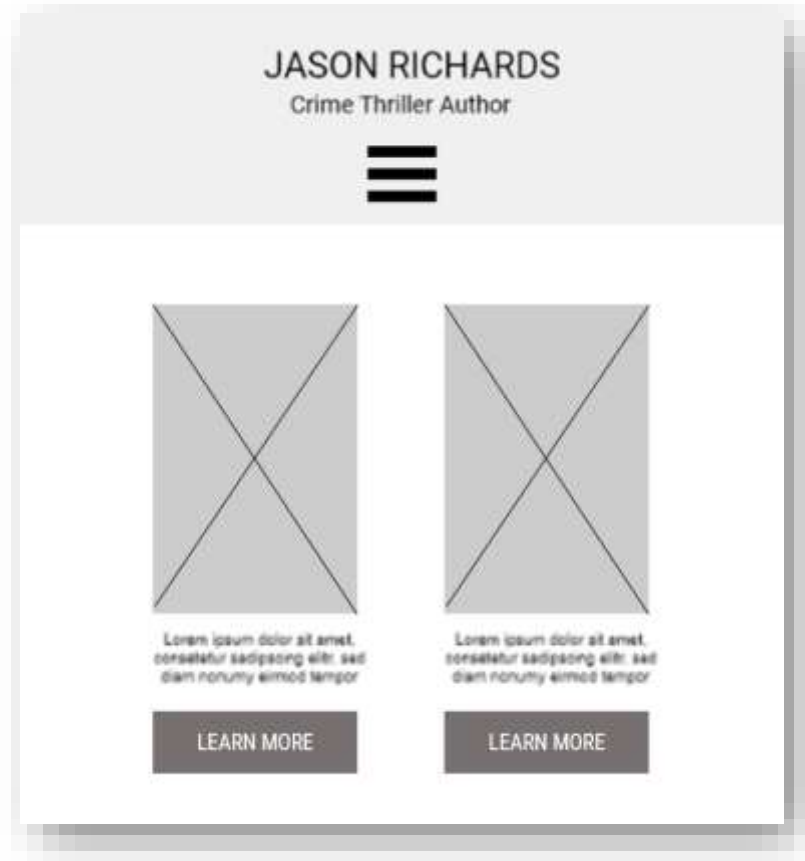 JASON RICHARDS
Crime Thriller Author
Lorem ipsum dolor sit amet,
consetetur sadipscing elitr, sed
diam nonumy eirmod tempor
LEARN MORE
Lorem ipsum dolor sit amet,
consetetur sadipscing elitr, sed
diam nonumy eirmod tempor
LEARN MORE